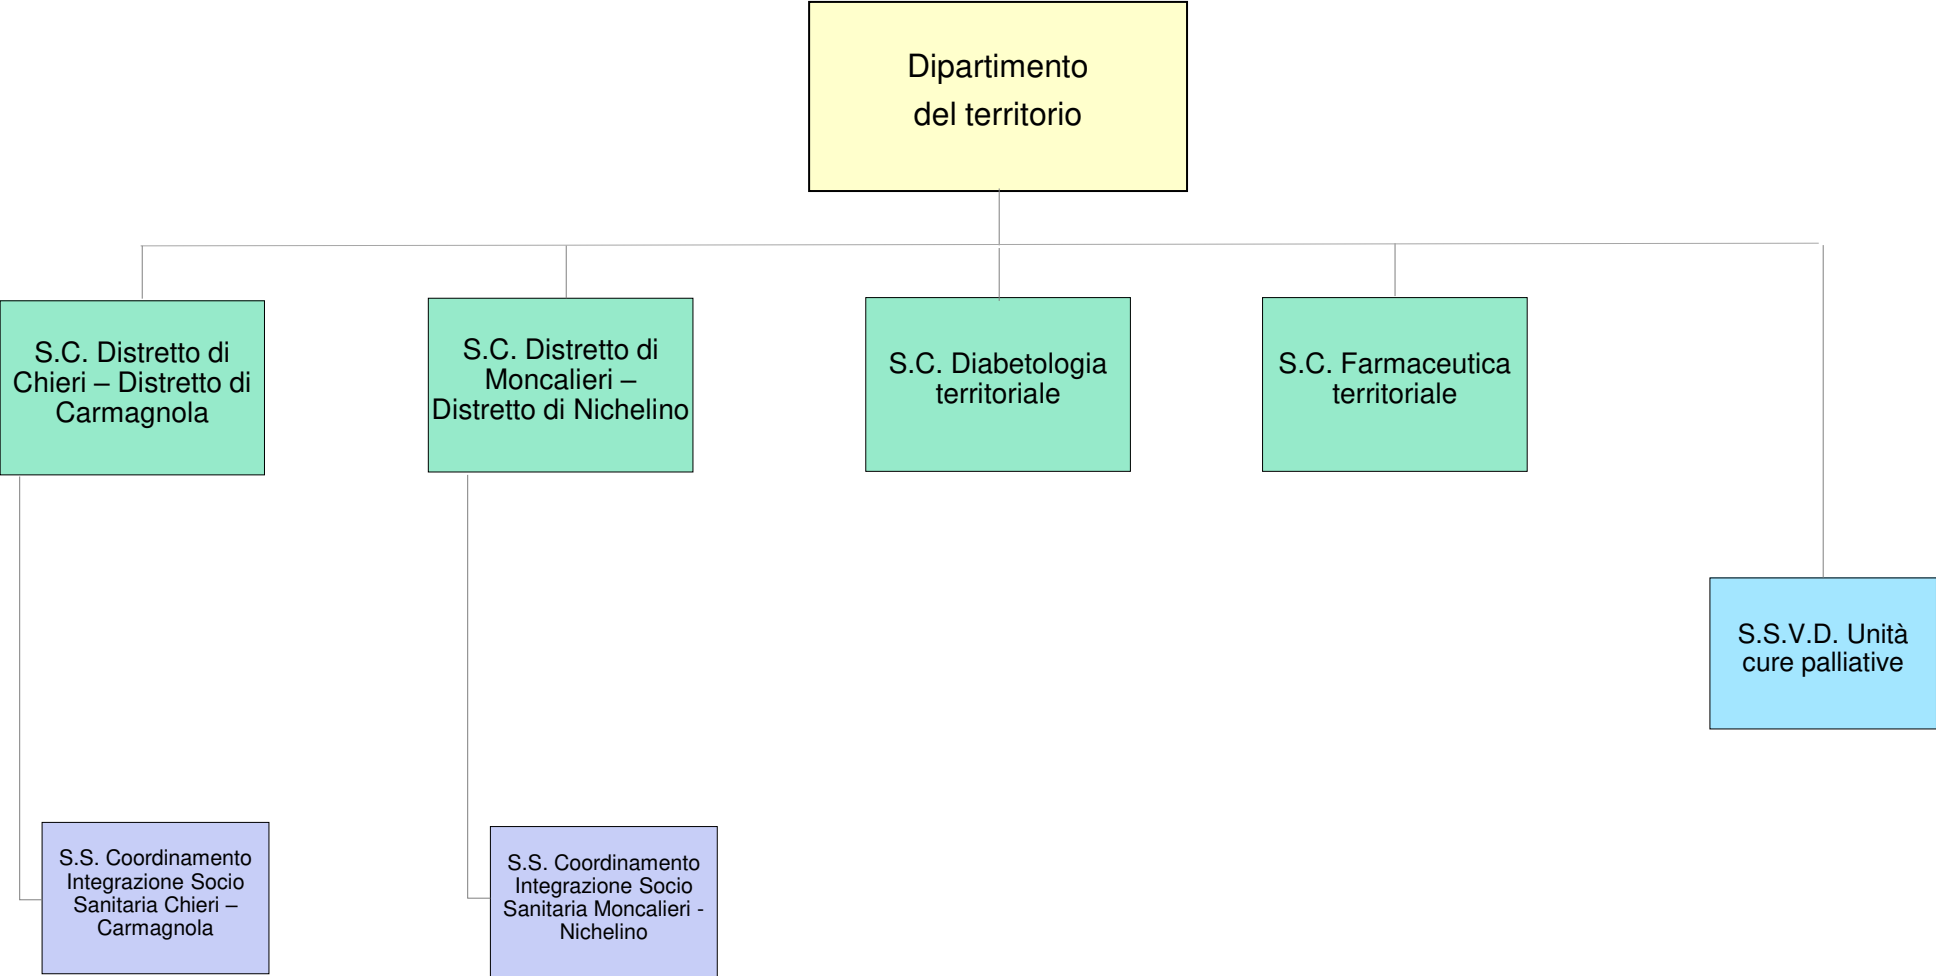 Dipartimento
del territorio
S.C. Distretto di
Chieri – Distretto di
Carmagnola
S.C. Distretto di
Moncalieri –
Distretto di Nichelino
S.C. Diabetologia
territoriale
S.C. Farmaceutica
territoriale
S.S.V.D. Unità
cure palliative
S.S. Coordinamento
Integrazione Socio
Sanitaria Chieri –
Carmagnola
S.S. Coordinamento
Integrazione Socio
Sanitaria Moncalieri -
Nichelino